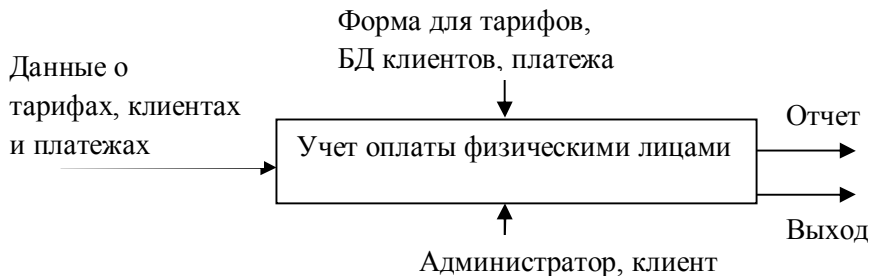 Форма для тарифов,
БД клиентов, платежа
Данные о
тарифах, клиентах
и платежах
Учет оплаты физическими лицами
Отчет
Выход
Администратор, клиент